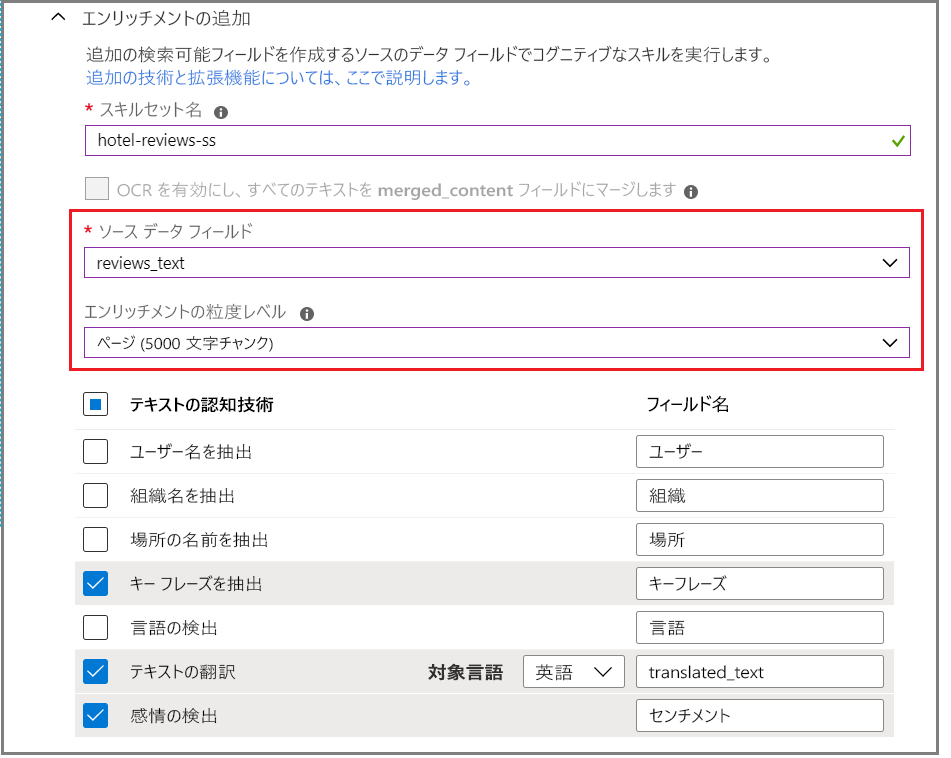 エンリッチメントの追加
追加の検索可能フィールドを作成するソースのデータ フィールドでコグニティブなスキルを実行します。
追加の技術と拡張機能については、ここで説明します。
* スキルセット名
hotel-reviews-ss
OCR を有効にし、すべてのテキストを merged_content フィールドにマージします
* ソース データ フィールド
reviews_text
エンリッチメントの粒度レベル
ページ (5000 文字チャンク)
テキストの認知技術 フィールド名
ユーザー名を抽出 ユーザー
組織名を抽出 組織
場所の名前を抽出 場所
キー フレーズを抽出 キーフレーズ
言語の検出 言語
テキストの翻訳 対象言語 英語 translated_text
感情の検出 センチメント